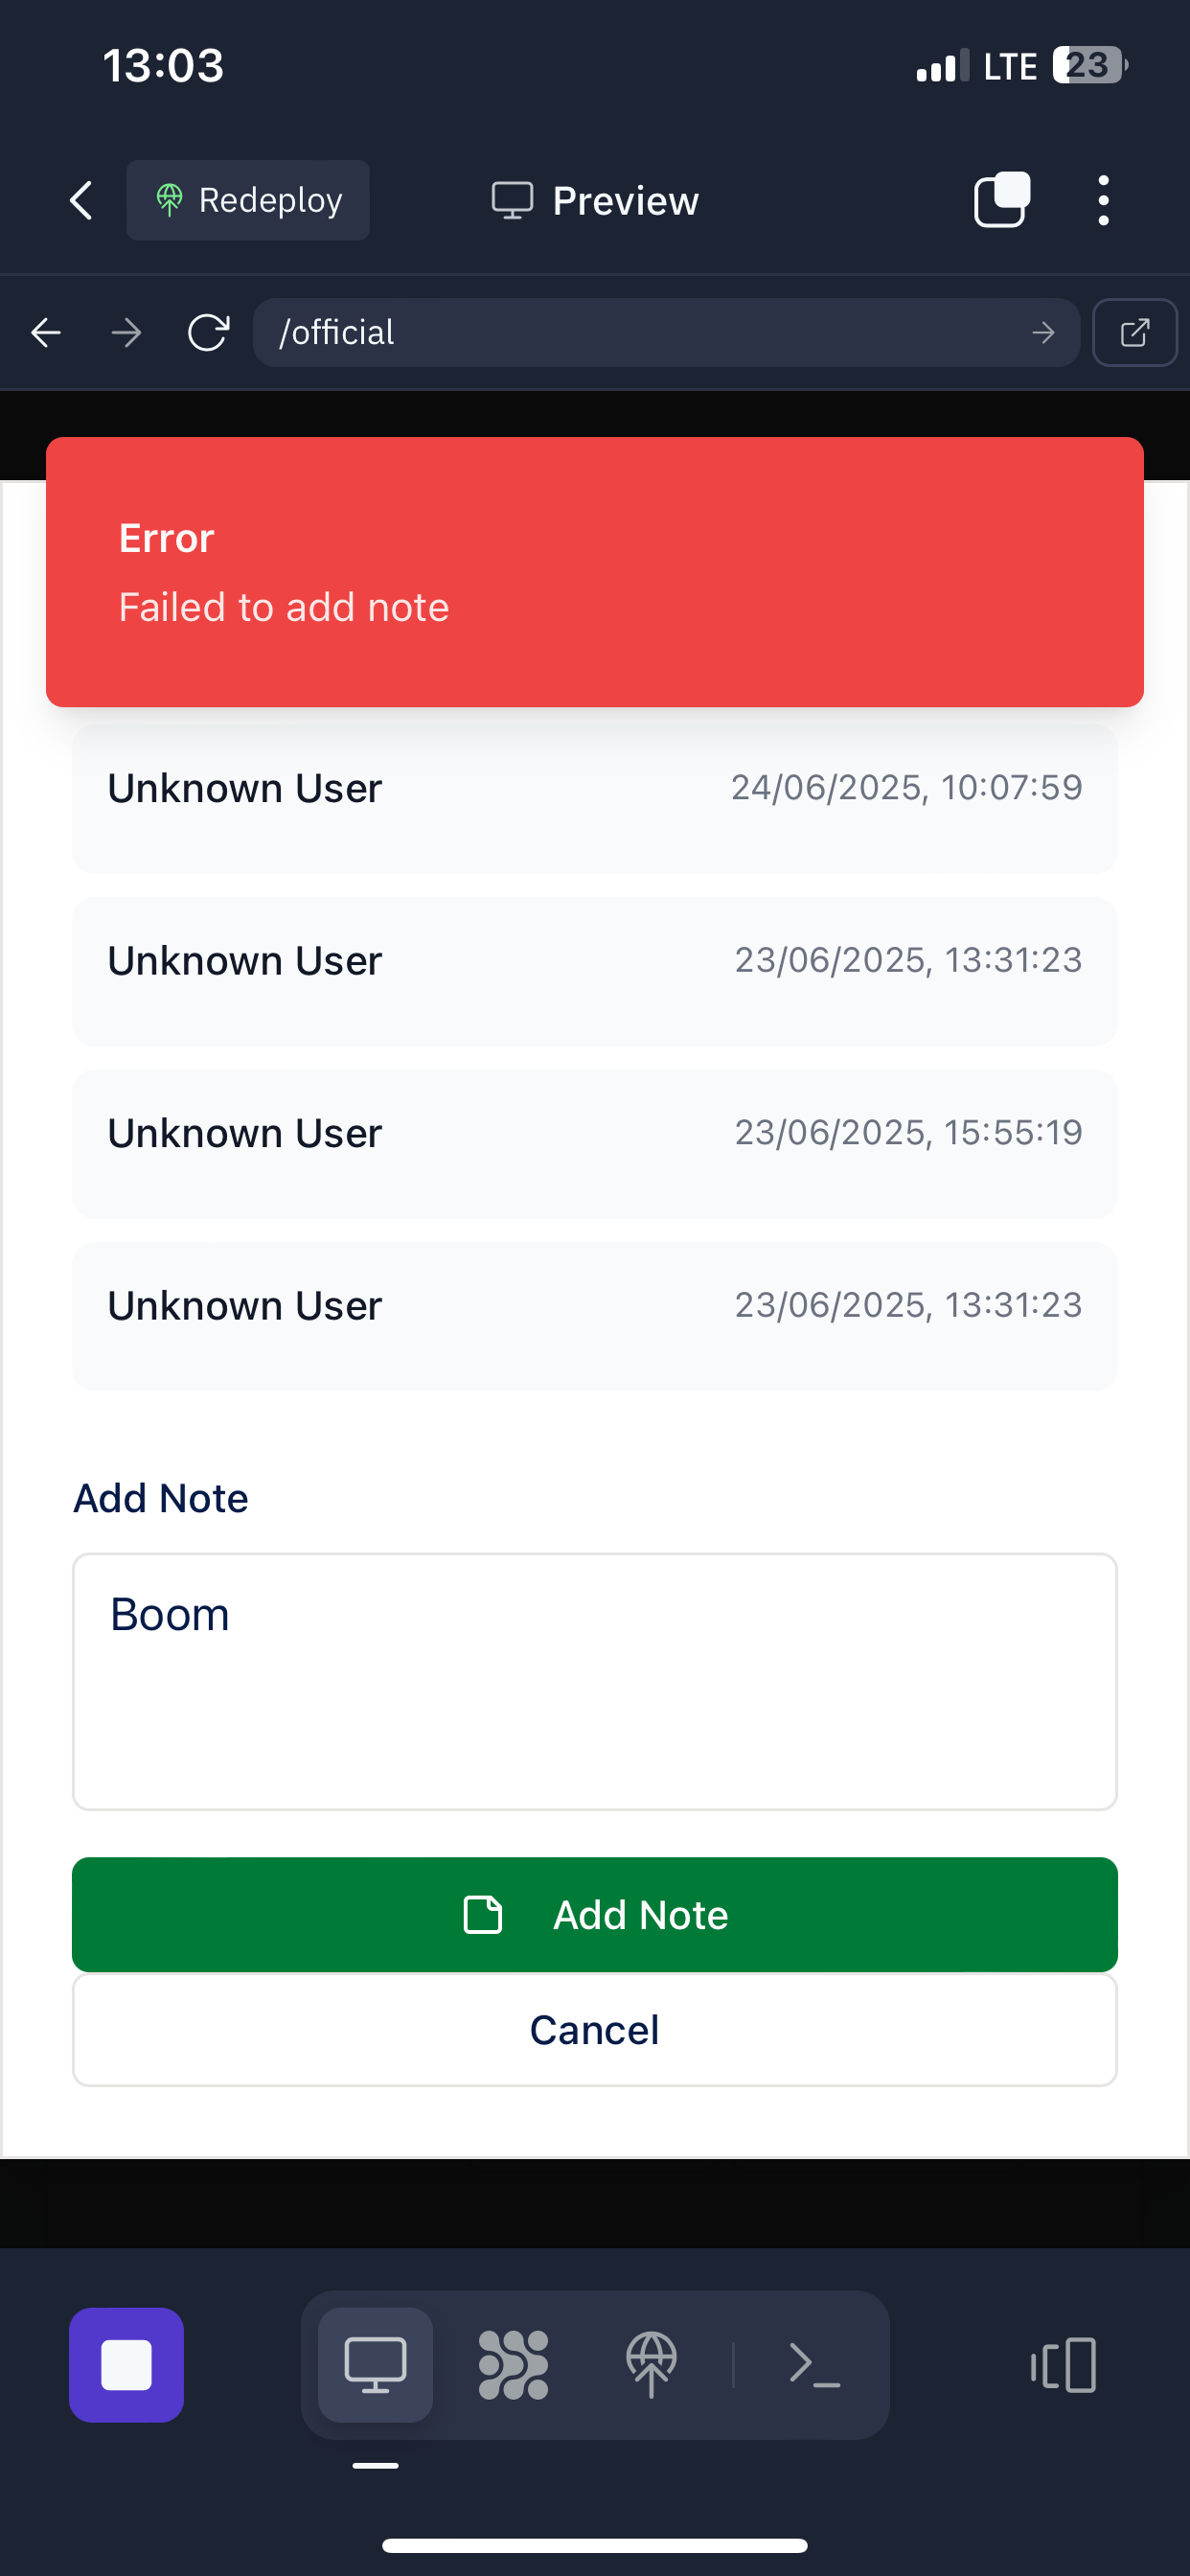 13:03
LTE 23
Redeploy
Preview
/official
Error
Failed to add note
Unknown User 24/06/2025, 10:07:59
Unknown User 23/06/2025, 13:31:23
Unknown User 23/06/2025, 15:55:19
Unknown User 23/06/2025, 13:31:23
Add Note
Boom
Add Note
Cancel